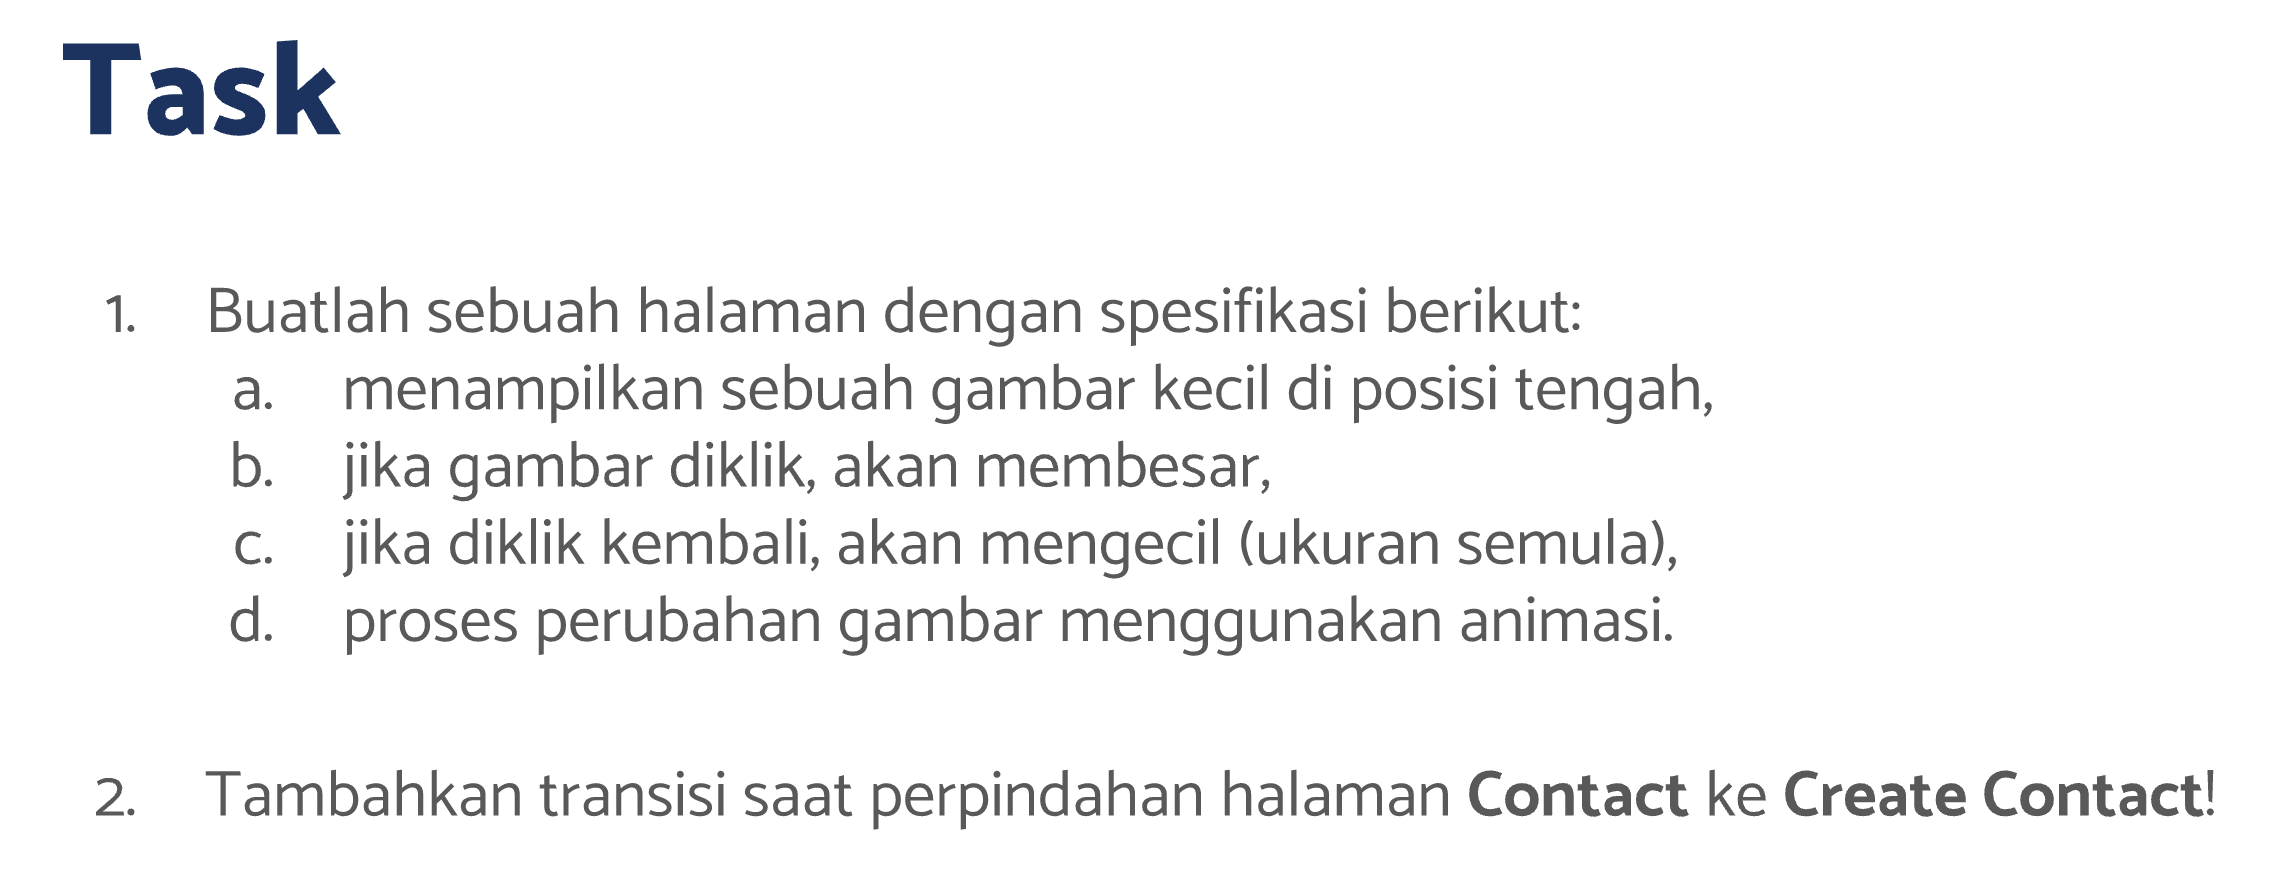 Task
1. Buatlah sebuah halaman dengan spesifikasi berikut:
a. menampilkan sebuah gambar kecil di posisi tengah,
b. jika gambar diklik, akan membesar,
c. jika diklik kembali, akan mengecil (ukuran semula),
d. proses perubahan gambar menggunakan animasi.
2. Tambahkan transisi saat perpindahan halaman Contact ke Create Contact!